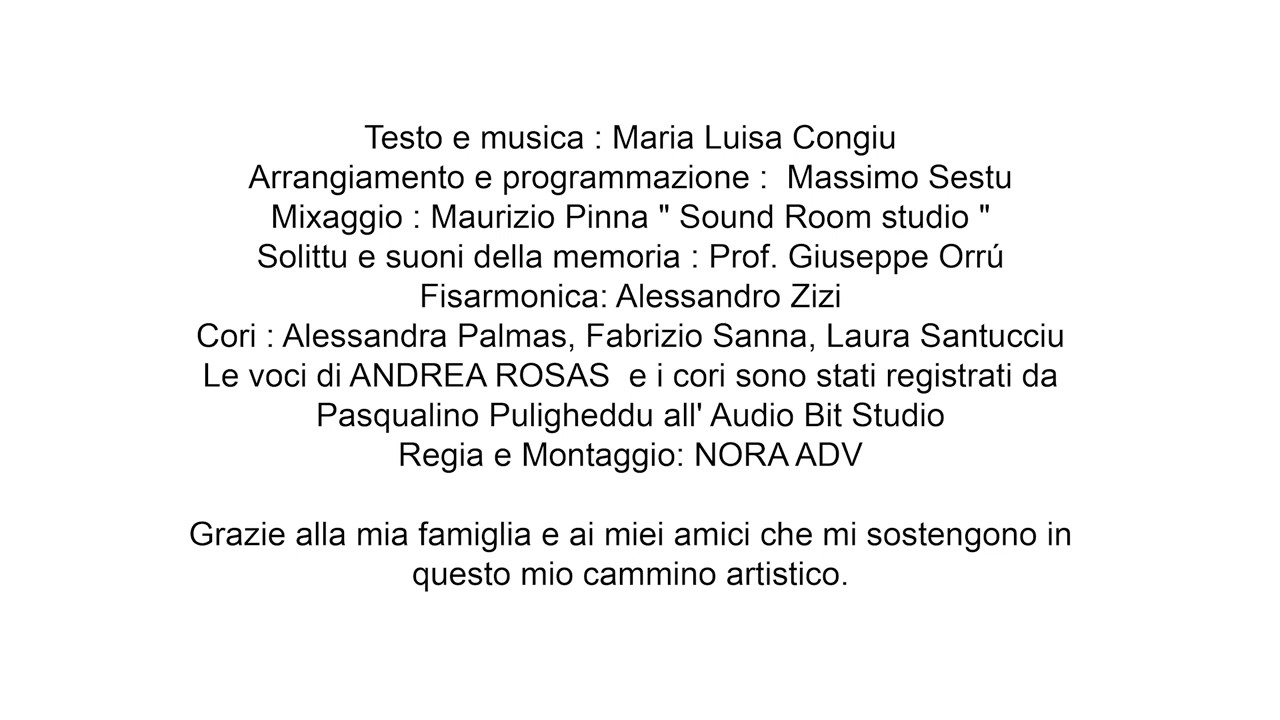 Testo e musica : Maria Luisa Congiu
Arrangiamento e programmazione :  Massimo Sestu
Mixaggio : Maurizio Pinna " Sound Room studio "
Solittu e suoni della memoria : Prof. Giuseppe Orrú
Fisarmonica: Alessandro Zizi
Cori : Alessandra Palmas, Fabrizio Sanna, Laura Santucciu
Le voci di ANDREA ROSAS  e i cori sono stati registrati da
Pasqualino Puligheddu all' Audio Bit Studio
Regia e Montaggio: NORA ADV
Grazie alla mia famiglia e ai miei amici che mi sostengono in
questo mio cammino artistico.